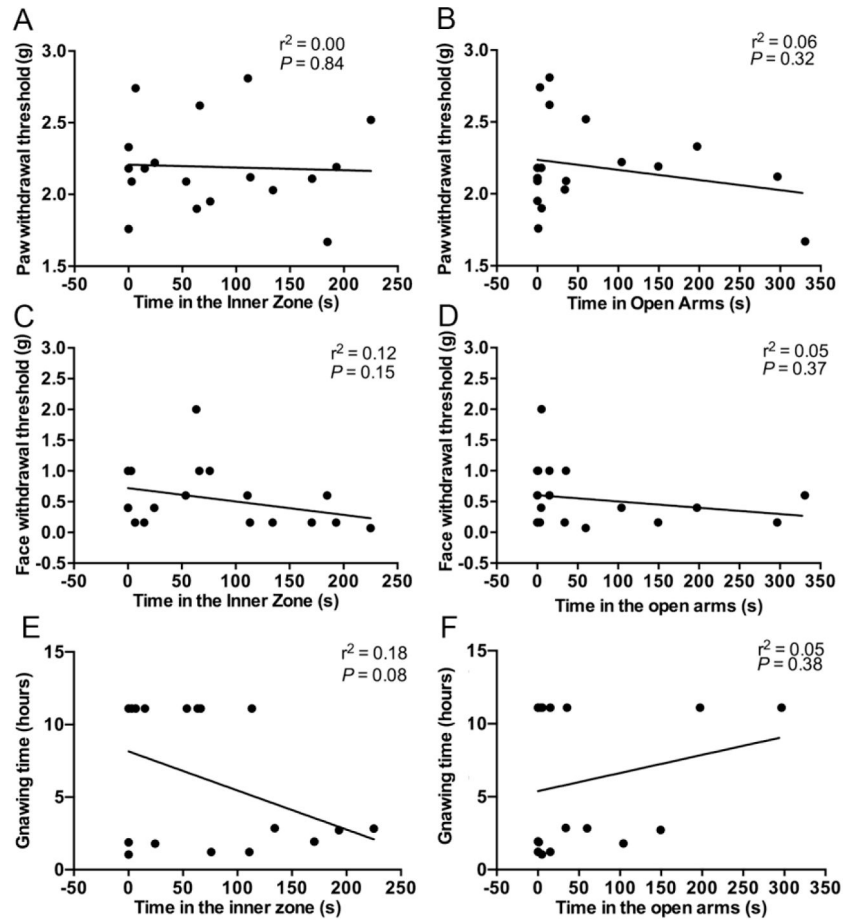 A
r² = 0.00
P = 0.84
Paw withdrawal threshold (g)
3.0
2.5
2.0
1.5
-50 0 50 100 150 200 250
Time in the Inner Zone (s)
B
r² = 0.06
P = 0.32
Paw withdrawal threshold (g)
3.0
2.5
2.0
1.5
-50 0 50 100 150 200 250 300 350
Time in Open Arms (s)
C
r² = 0.12
P = 0.15
Face withdrawal threshold (g)
3.0
2.5
2.0
1.5
1.0
0.5
0.0
-0.5
-50 0 50 100 150 200 250
Time in the Inner Zone (s)
D
r² = 0.05
P = 0.37
Face withdrawal threshold (g)
3.0
2.5
2.0
1.5
1.0
0.5
0.0
-0.5
-50 0 50 100 150 200 250 300 350
Time in the open arms (s)
E
r² = 0.18
P = 0.08
Gnawing time (hours)
15
10
5
0
-50 0 50 100 150 200 250
Time in the inner zone (s)
F
r² = 0.05
P = 0.38
Gnawing time (hours)
15
10
5
0
-50 0 50 100 150 200 250 300 350
Time in the open arms (s)